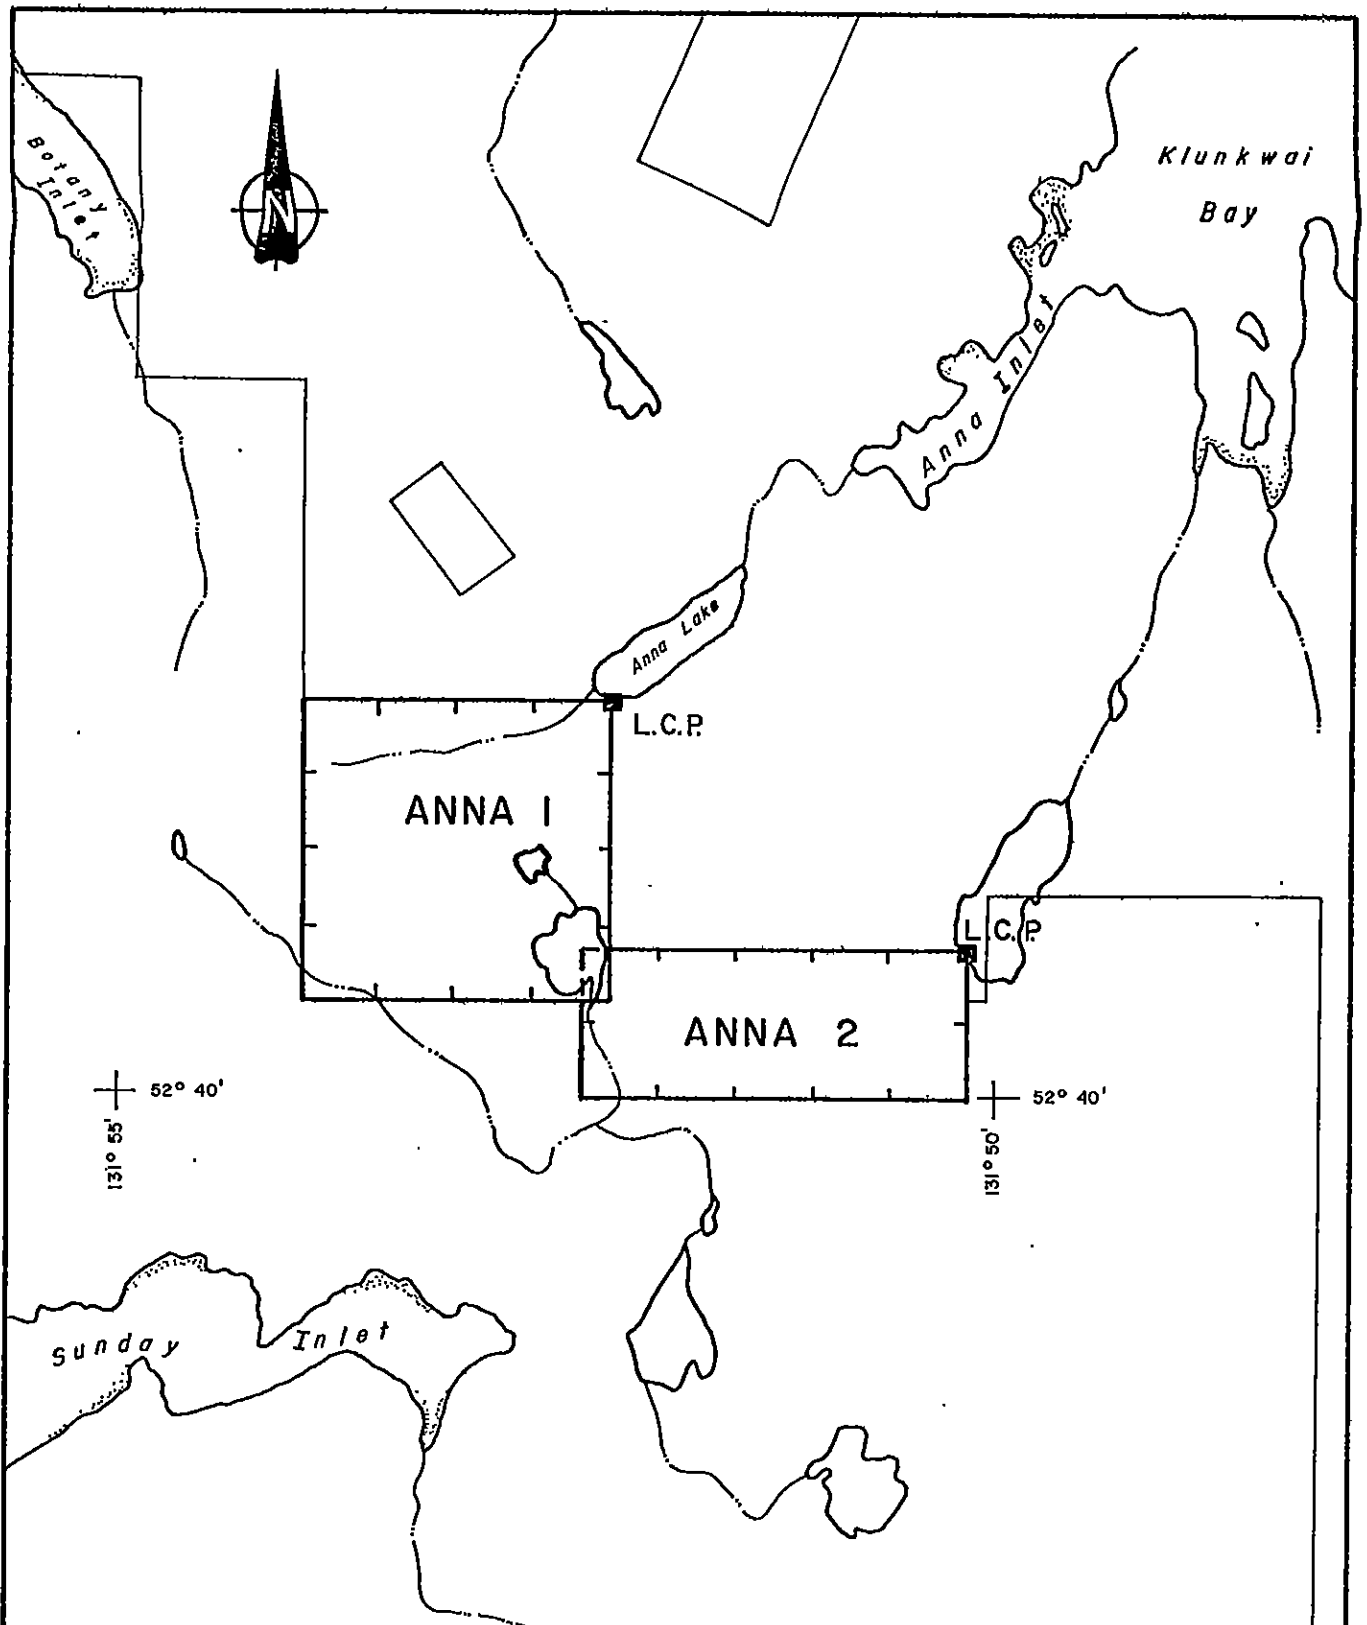 Klunkwai
Bay
Botany
Inlet
N
Anna Inlet
Anna Lake
L.C.P.
ANNA 1
L.C.P.
ANNA 2
52° 40'
52° 40'
131° 55'
131° 50'
Sunday Inlet